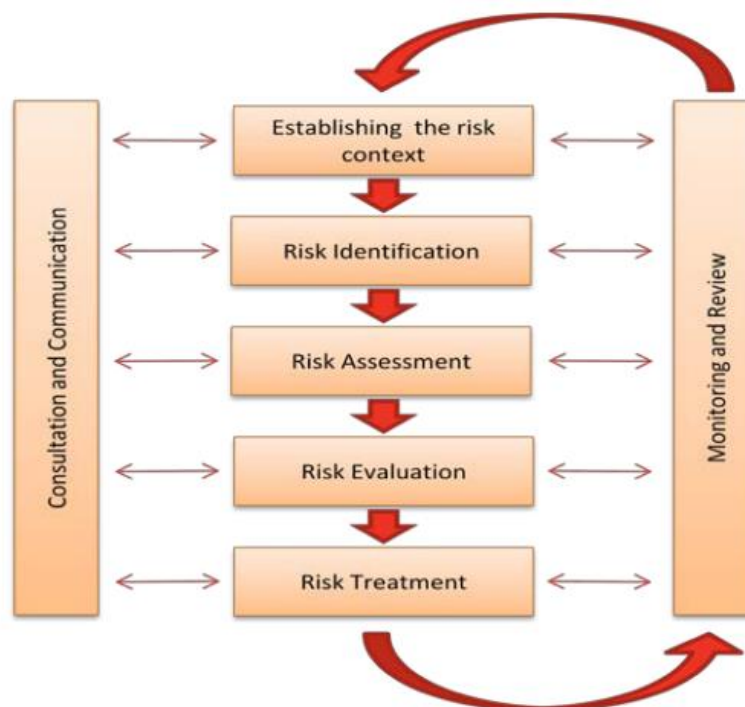 Establishing the risk
context
Risk Identification
Risk Assessment
Risk Evaluation
Risk Treatment
Consultation and Communication
Monitoring and Review